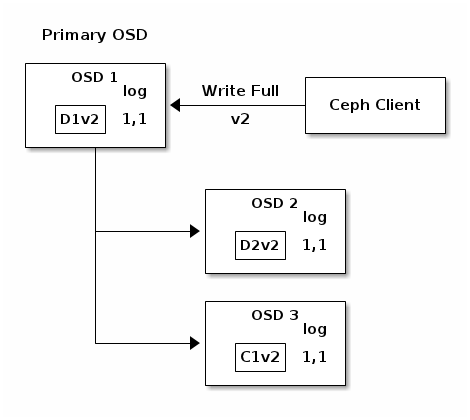 Primary OSD
OSD 1
log
D1v2 1,1
Write Full
v2
Ceph Client
OSD 2
log
D2v2 1,1
OSD 3
log
C1v2 1,1